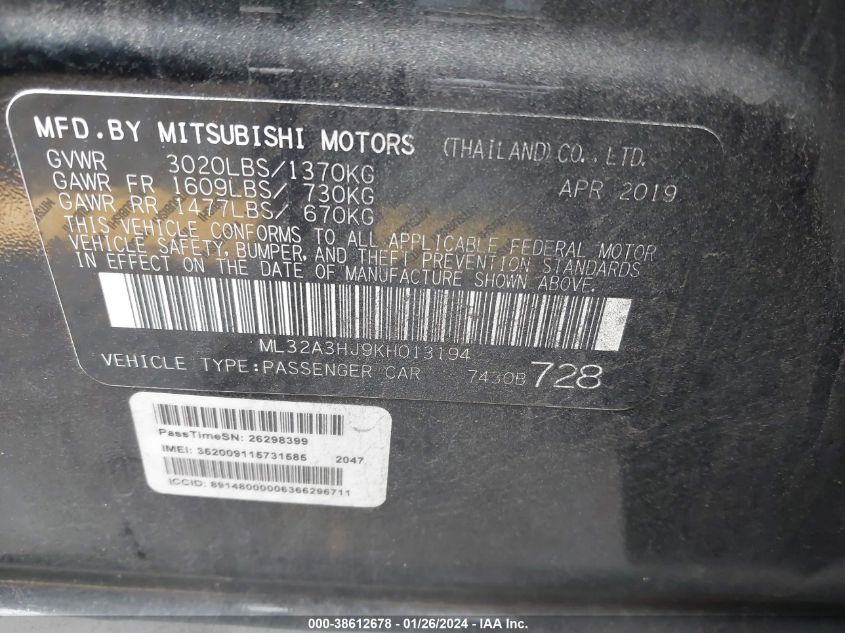 MFD.BY MITSUBISHI MOTORS (THAILAND) CO., LTD.
GVWR 3020LBS/1370KG APR 2019
GAWR FR 1609LBS/ 730KG
GAWR RR 1477LBS/ 670KG
THIS VEHICLE CONFORMS TO ALL APPLICABLE FEDERAL MOTOR
VEHICLE SAFETY, BUMPER, AND THEFT PREVENTION STANDARDS
IN EFFECT ON THE DATE OF MANUFACTURE SHOWN ABOVE.
ML32A3HJ9KH013194
VEHICLE TYPE:PASSENGER CAR 7430B 728
PassTimeSN: 26298399
IMEI: 352009115731585 2047
ICCID: 89148000006366296711
000-38612678 - 01/26/2024 - IAA Inc.